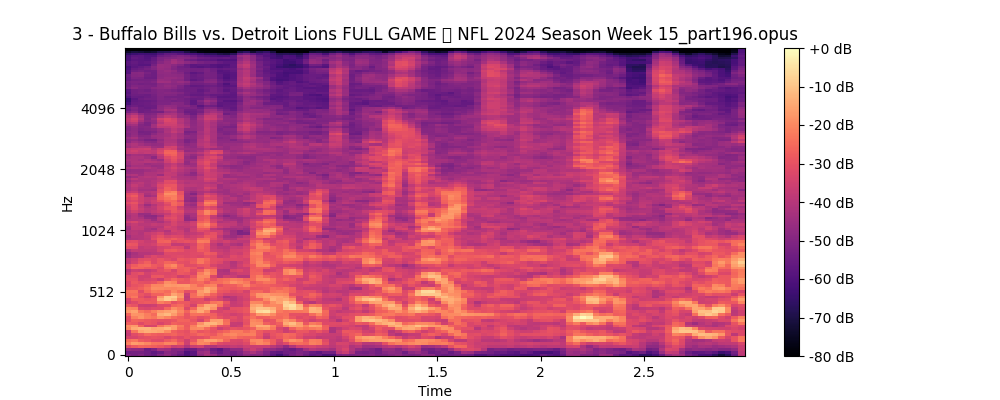 3 - Buffalo Bills vs. Detroit Lions FULL GAME ▯ NFL 2024 Season Week 15_part196.opus
+0 dB
4096
-10 dB
-20 dB
2048
-30 dB
Hz
1024
-40 dB
-50 dB
512
-60 dB
-70 dB
0
-80 dB
0 0.5 1 1.5 2 2.5
Time